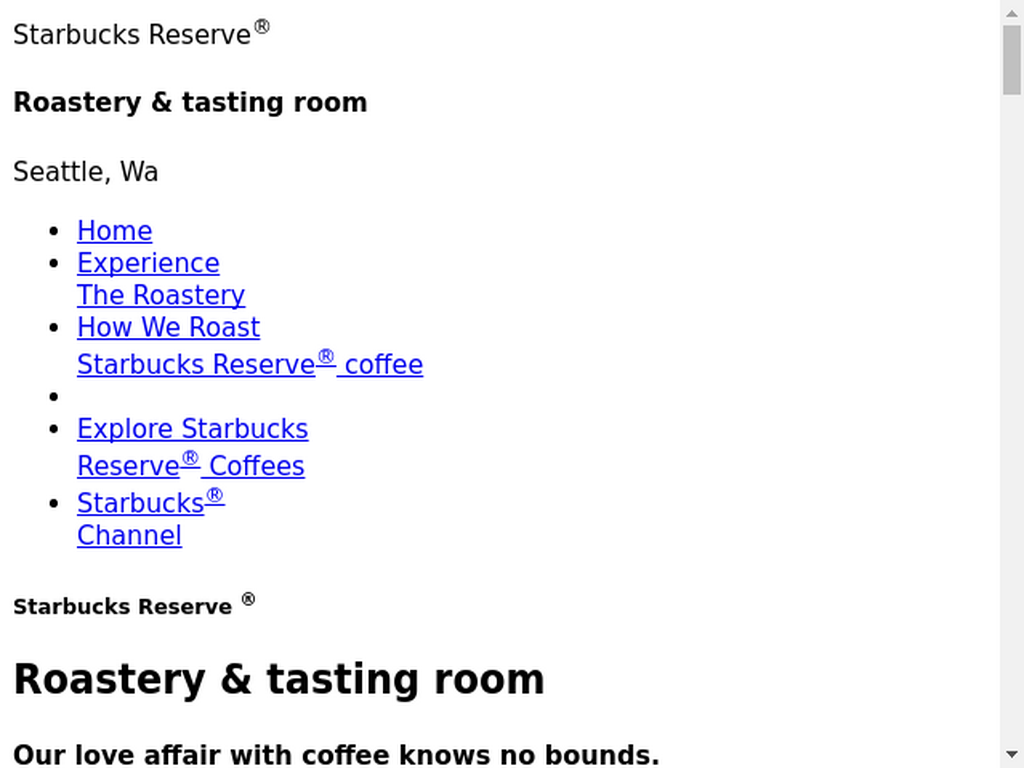 Starbucks Reserve®
Roastery & tasting room
Seattle, Wa
Home
Experience
The Roastery
How We Roast
Starbucks Reserve® coffee
Explore Starbucks
Reserve® Coffees
Starbucks®
Channel
Starbucks Reserve ®
Roastery & tasting room
Our love affair with coffee knows no bounds.